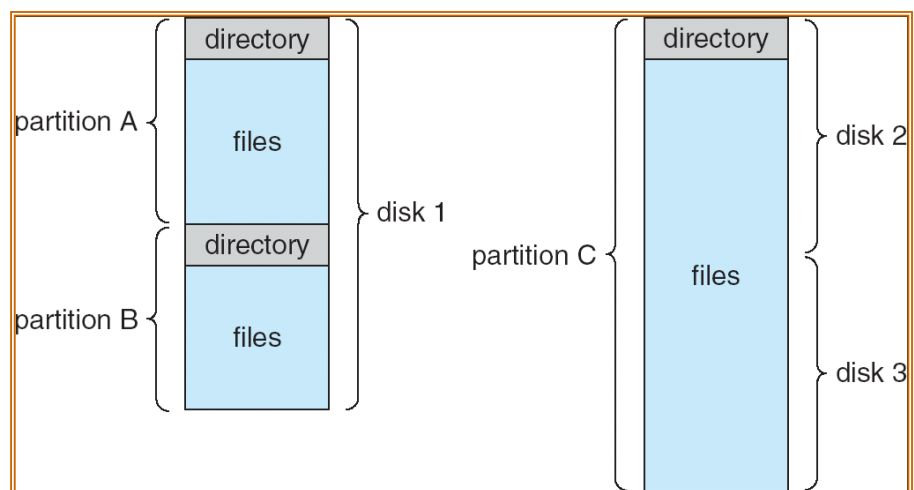 directory
partition A
files
disk 1
directory
partition B
files
directory
disk 2
partition C
files
disk 3